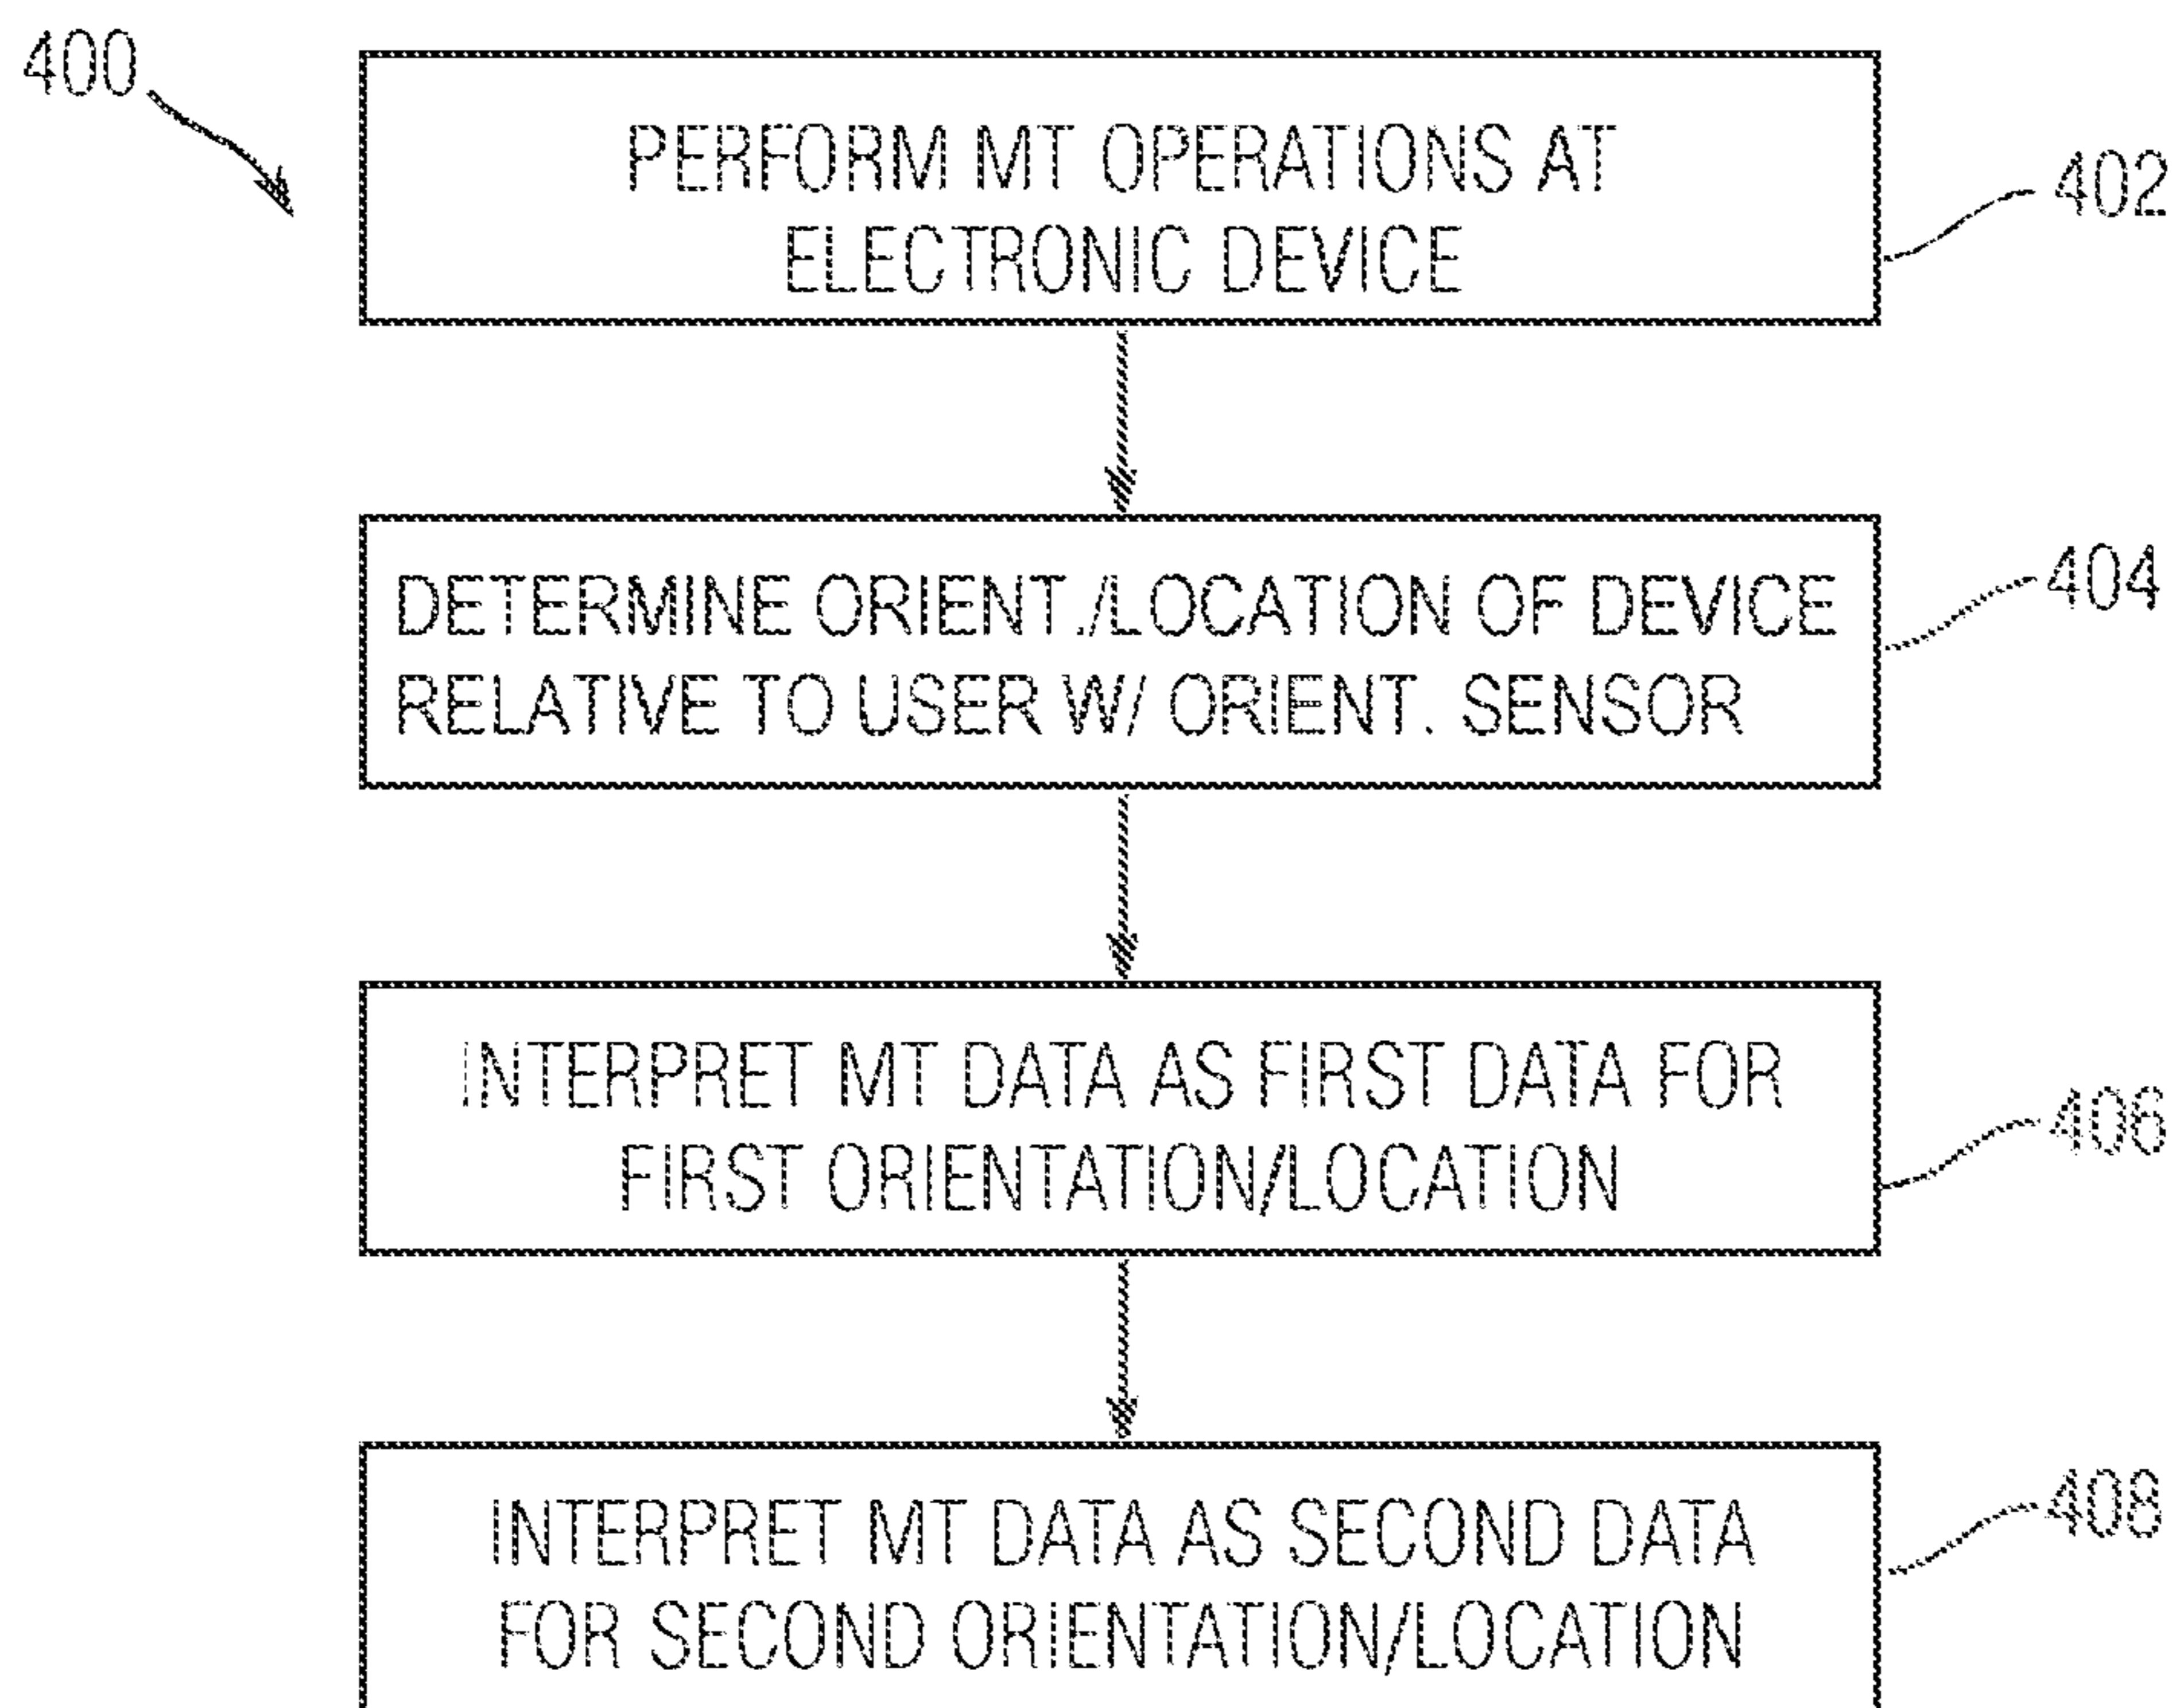 400
PERFORM MT OPERATIONS AT
ELECTRONIC DEVICE
402
DETERMINE ORIENT./LOCATION OF DEVICE
RELATIVE TO USER W/ ORIENT. SENSOR
404
INTERPRET MT DATA AS FIRST DATA FOR
FIRST ORIENTATION/LOCATION
406
INTERPRET MT DATA AS SECOND DATA
FOR SECOND ORIENTATION/LOCATION
408